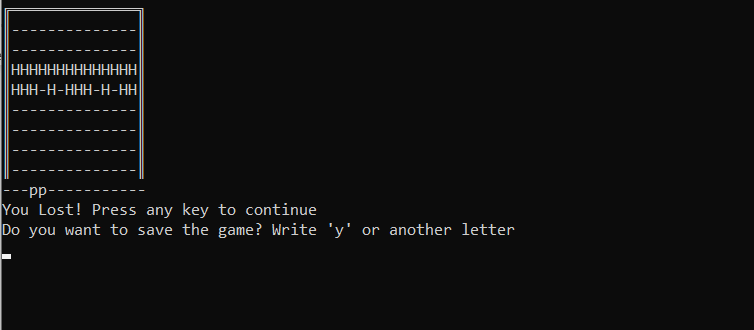 ╔══════════════╗
║--------------║
║--------------║
║HHHHHHHHHHHHHH║
║HHH-H-HHH-H-HH║
║--------------║
║--------------║
║--------------║
║--------------║
---pp-----------
You Lost! Press any key to continue
Do you want to save the game? Write 'y' or another letter